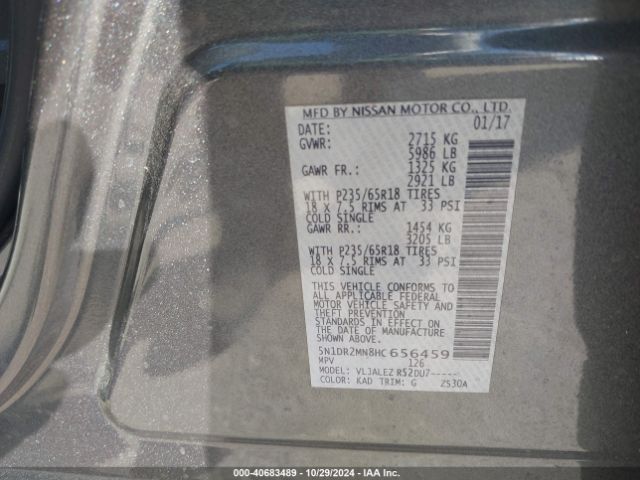 MFD BY NISSAN MOTOR CO., LTD.
DATE: 01/17
GVWR: 2715 KG
5986 LB
GAWR FR.: 1325 KG
2921 LB
WITH P235/65R18 TIRES
18 x 7.5 RIMS AT 33 PSI
COLD SINGLE
GAWR RR.: 1454 KG
3205 LB
WITH P235/65R18 TIRES
18 x 7.5 RIMS AT 33 PSI
COLD SINGLE
THIS VEHICLE CONFORMS TO
ALL APPLICABLE FEDERAL
MOTOR VEHICLE SAFETY AND
THEFT PREVENTION
STANDARDS IN EFFECT ON
THE DATE OF MANUFACTURE
SHOWN ABOVE.
5N1DR2MN8HC656459
MPV 126
MODEL: VLJALEZ R52DU7-----
COLOR: KAD TRIM: G ZS30A
000-40683489 - 10/29/2024 - IAA Inc.